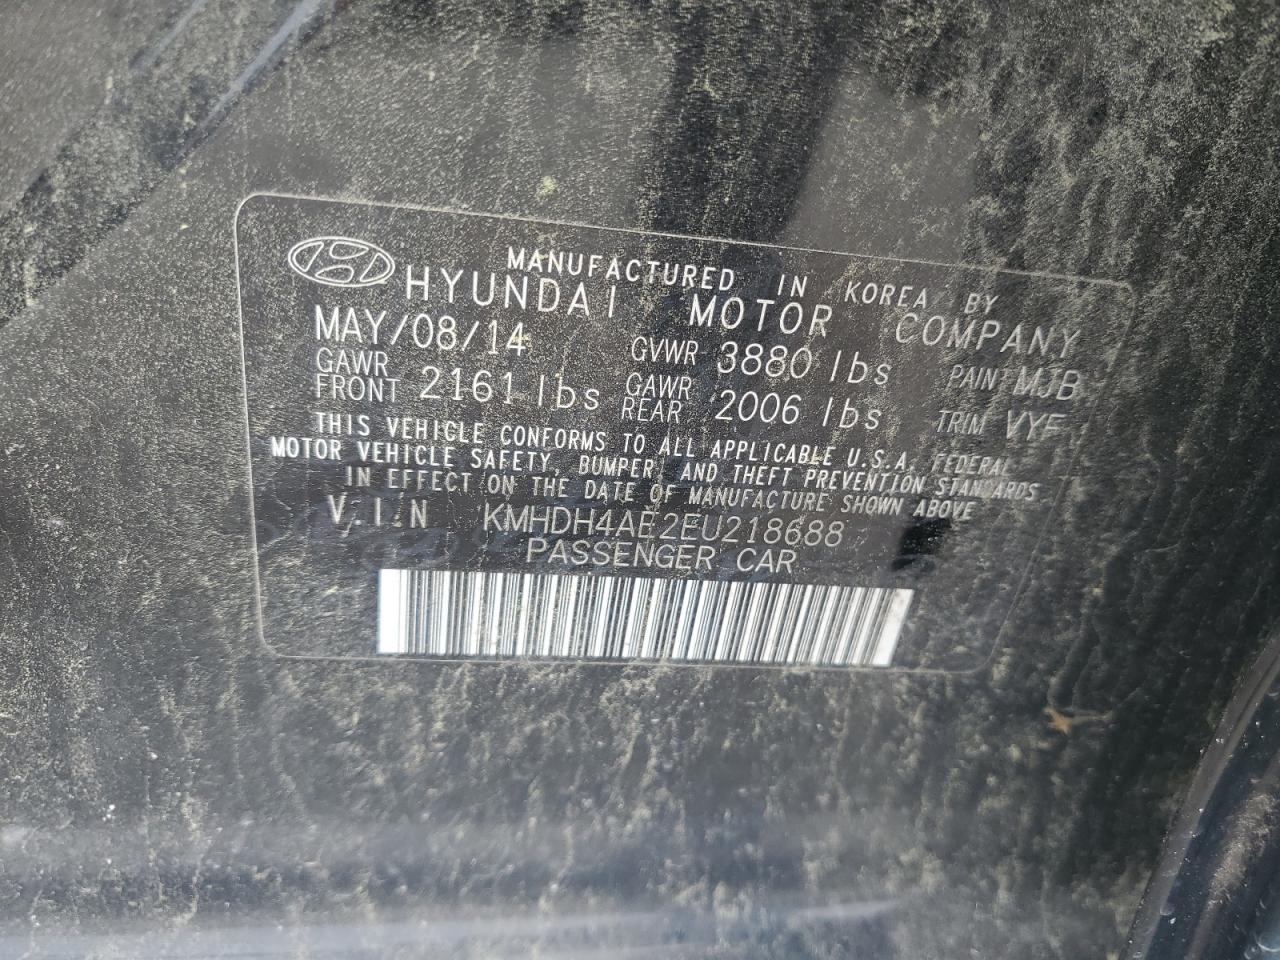 MANUFACTURED IN KOREA BY
HYUNDAI MOTOR COMPANY
MAY/08/14 GVWR 3880 lbs PAINT MJB
GAWR FRONT 2161 lbs GAWR REAR 2006 lbs TRIM VYF
THIS VEHICLE CONFORMS TO ALL APPLICABLE U.S.A. FEDERAL
MOTOR VEHICLE SAFETY, BUMPER, AND THEFT PREVENTION STANDARDS
IN EFFECT ON THE DATE OF MANUFACTURE SHOWN ABOVE
V.I.N KMHDH4AE2EU218688
PASSENGER CAR